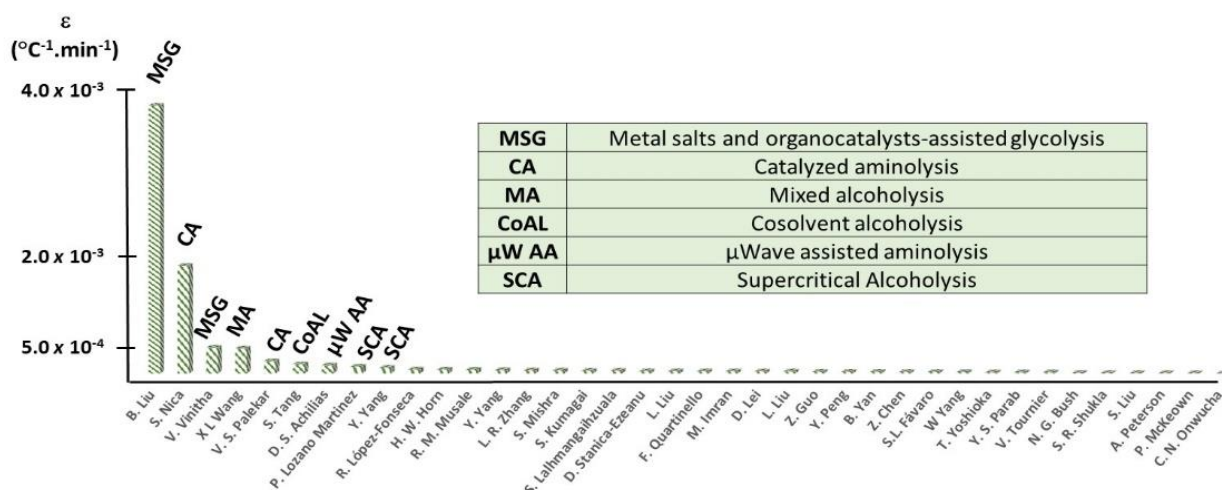 ε
(°C⁻¹.min⁻¹)
4.0 x 10⁻³
2.0 x 10⁻³
5.0 x 10⁻⁴
MSG
CA
MSG
MA
CA
CoAL
µW AA
SCA
SCA
MSG Metal salts and organocatalysts-assisted glycolysis
CA Catalyzed aminolysis
MA Mixed alcoholysis
CoAL Cosolvent alcoholysis
µW AA µWave assisted aminolysis
SCA Supercritical Alcoholysis
B. Liu
S. Nica
V. Vinitha
X L Wang
V. S. Palekar
S. Tang
D. S. Achilias
P. Lozano Martinez
Y. Yang
R. López-Fonseca
H. W. Horn
R. M. Musale
Y. Yang
L. R. Zhang
S. Mishra
S. Kumagai
S. Lalhmangaihzuala
D. Stanica-Ezeanu
L. Liu
F. Quartinello
M. Imran
D. Lei
L. Liu
Z. Guo
Y. Peng
B. Yan
Z. Chen
S.L. Fávaro
W Yang
T. Yoshioka
Y. S. Parab
V. Tournier
N. G. Bush
S. R. Shukla
S. Liu
A. Peterson
P. McKeown
C. N. Onwucha